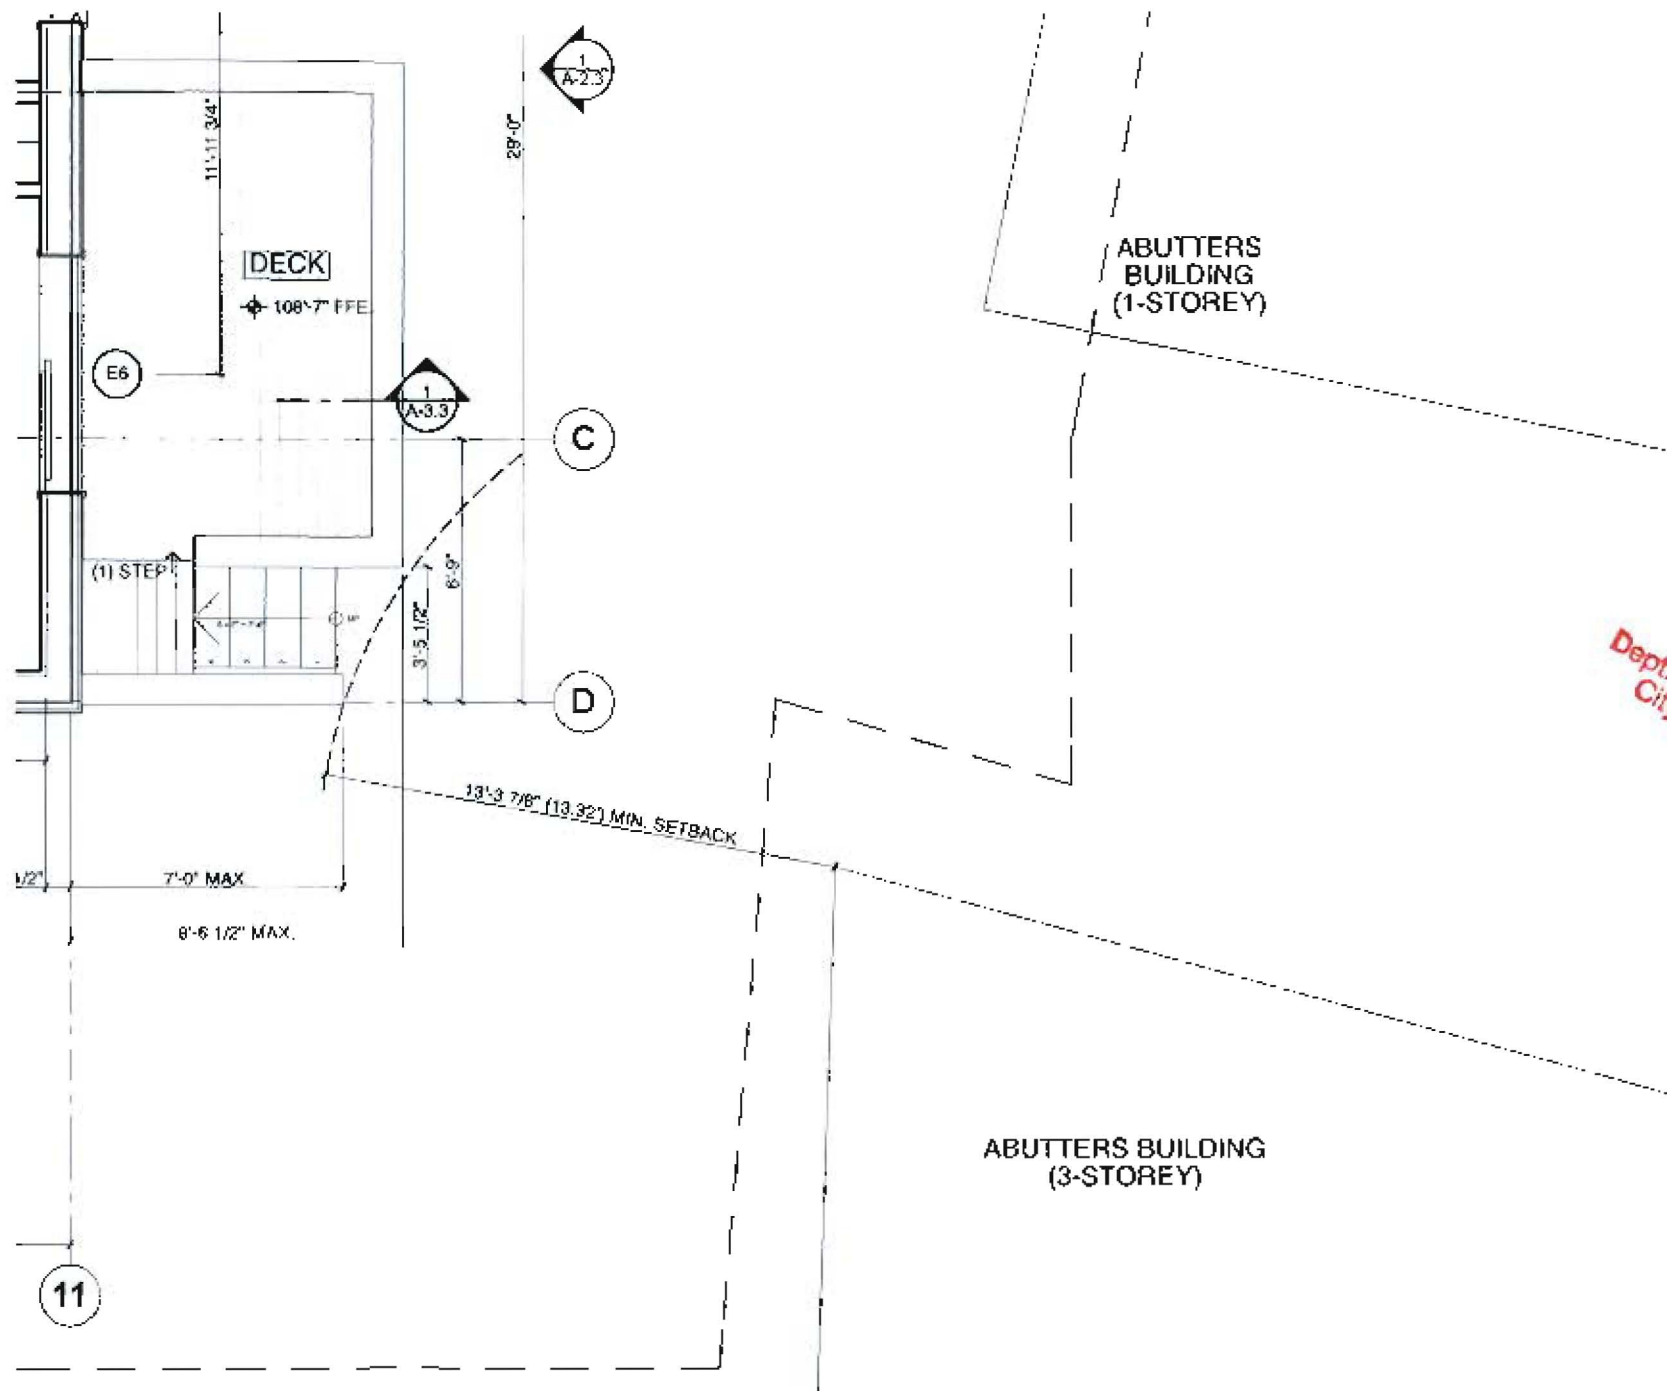 1
A-2.3
11'-11 3/4"
29'-0"
ABUTTERS
BUILDING
(1-STOREY)
DECK
108'-7" FFE.
E6
1
A-3.3
C
(1) STEP
6'-9"
3'-5 1/2"
D
13'-3 7/8" (13.32') MIN. SETBACK
1/2"
7'-0" MAX
8'-6 1/2" MAX.
ABUTTERS BUILDING
(3-STOREY)
11